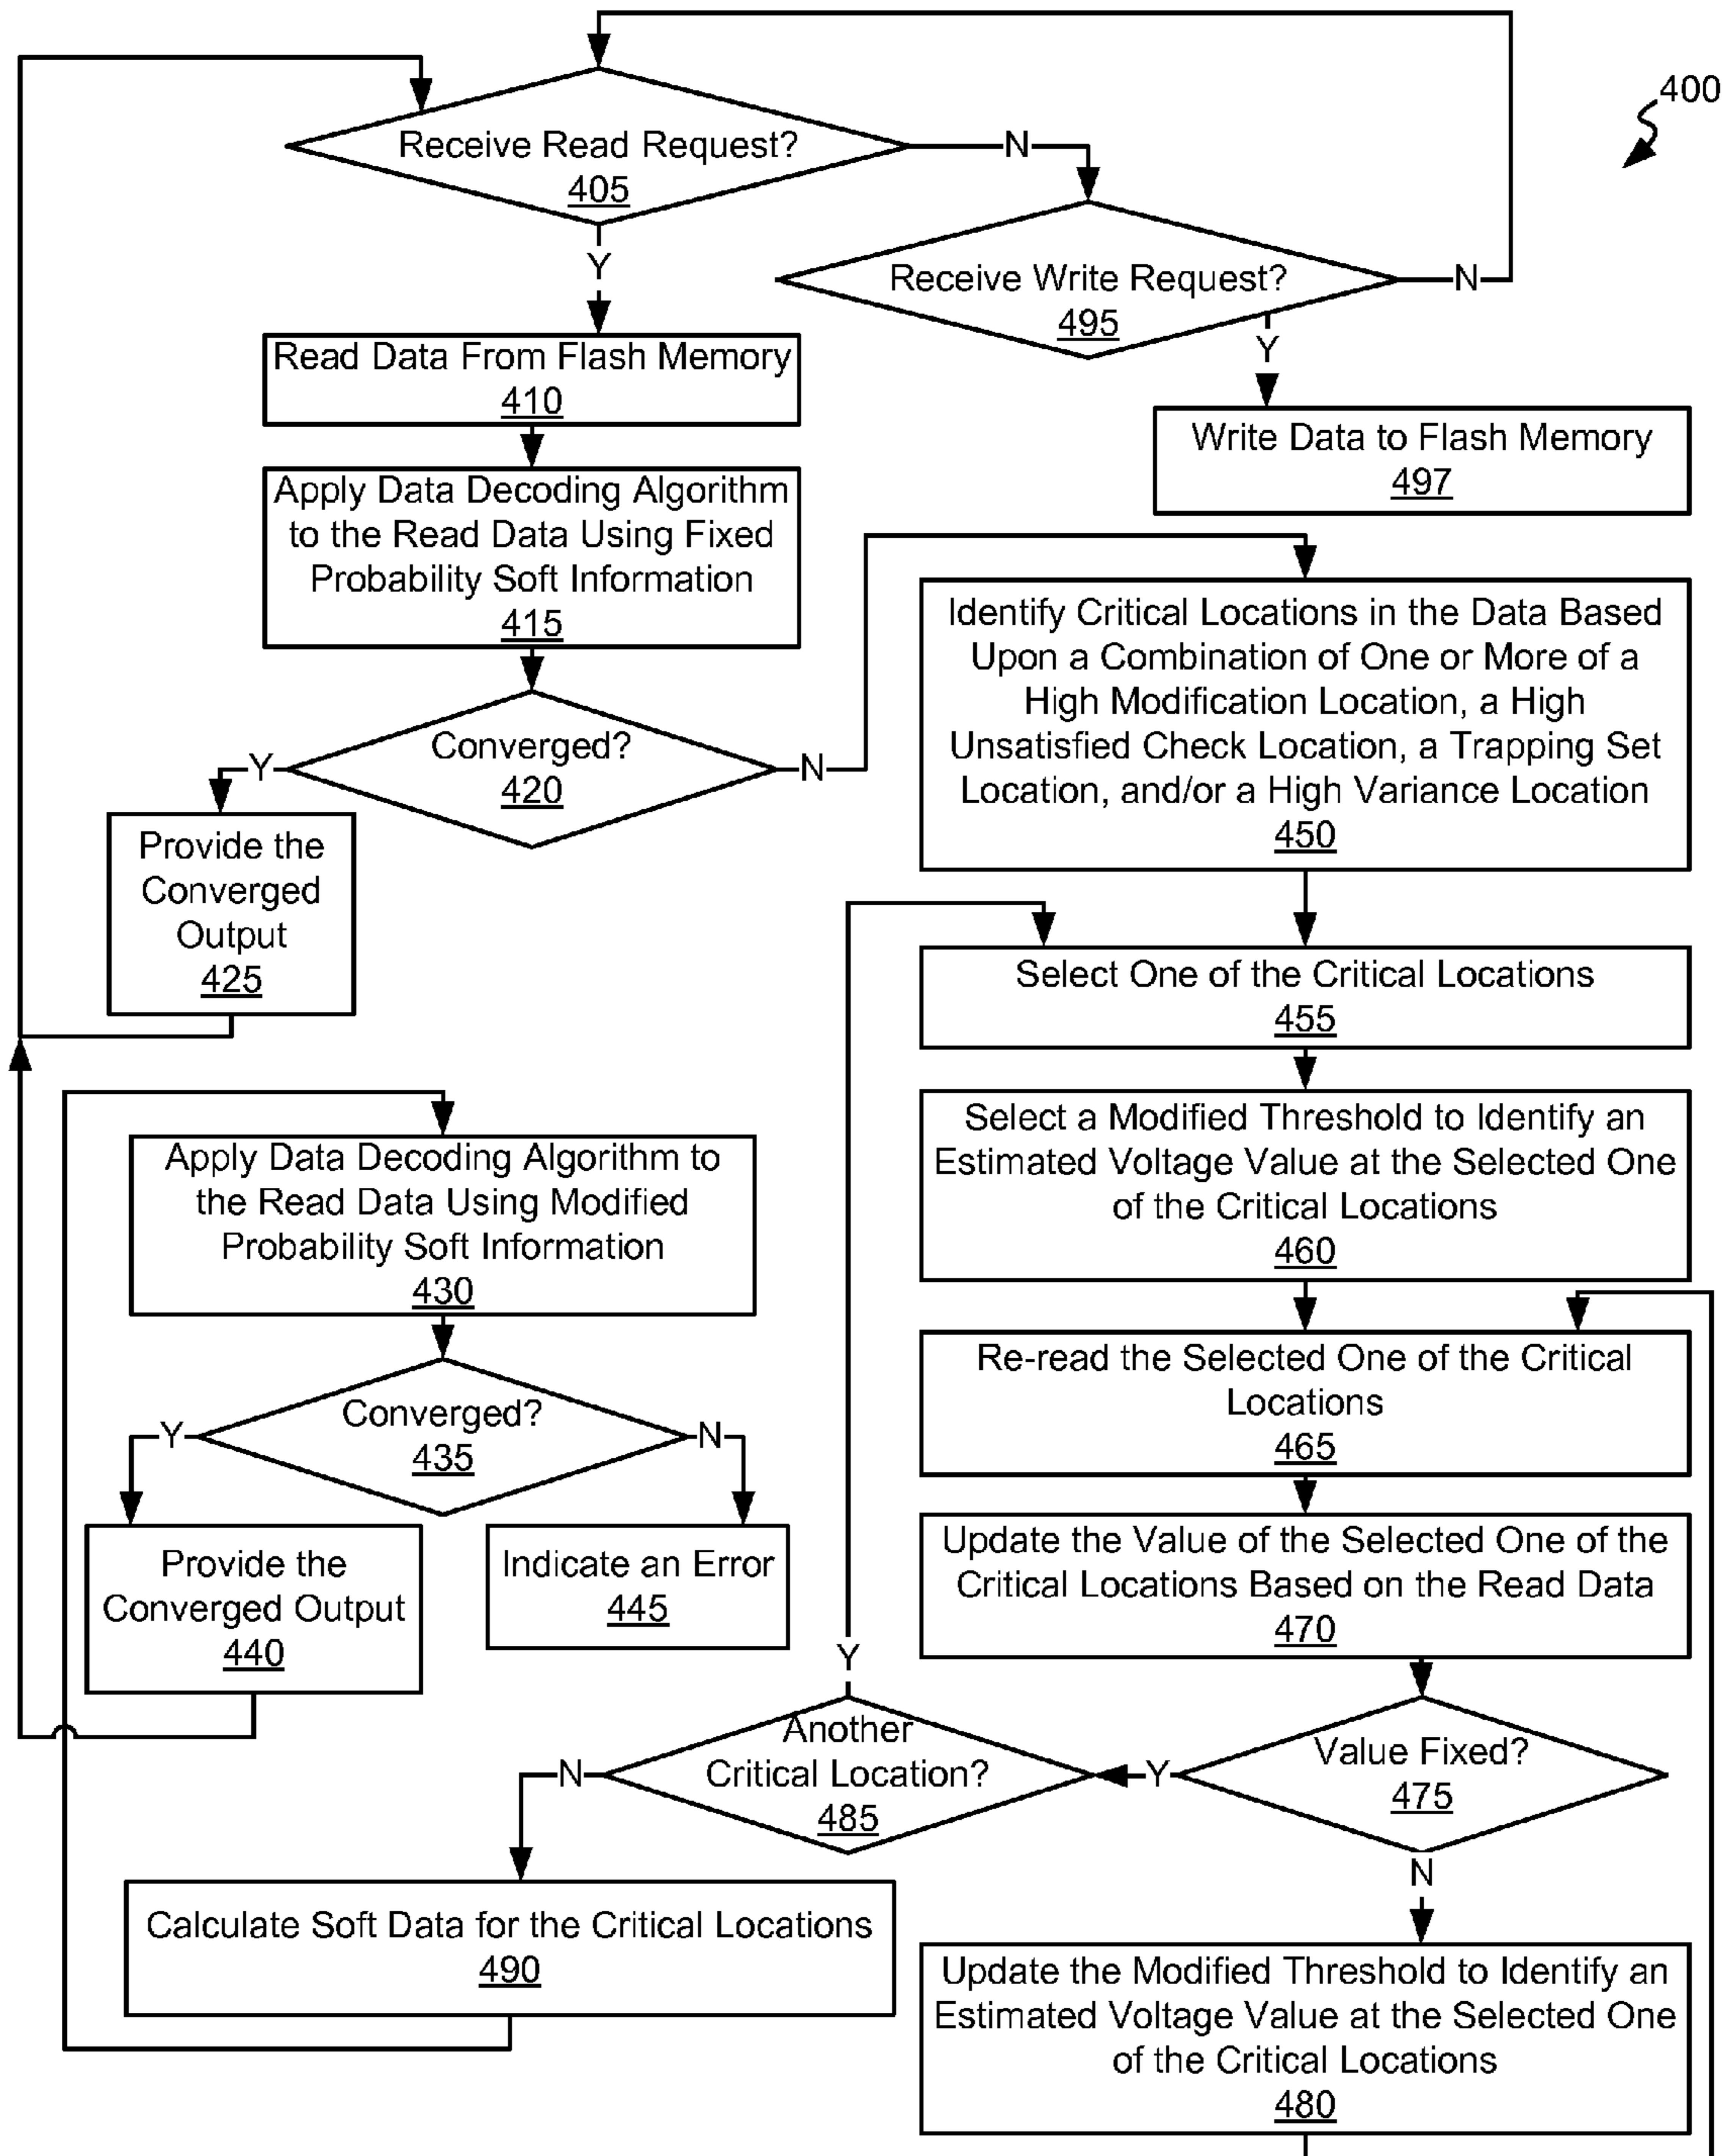 400
Receive Read Request?
405
N
Y
Receive Write Request?
495
N
Y
Read Data From Flash Memory
410
Write Data to Flash Memory
497
Apply Data Decoding Algorithm
to the Read Data Using Fixed
Probability Soft Information
415
Converged?
420
Y
N
Provide the
Converged
Output
425
Identify Critical Locations in the Data Based
Upon a Combination of One or More of a
High Modification Location, a High
Unsatisfied Check Location, a Trapping Set
Location, and/or a High Variance Location
450
Select One of the Critical Locations
455
Select a Modified Threshold to Identify an
Estimated Voltage Value at the Selected One
of the Critical Locations
460
Apply Data Decoding Algorithm to
the Read Data Using Modified
Probability Soft Information
430
Converged?
435
Y
N
Provide the
Converged Output
440
Indicate an Error
445
Re-read the Selected One of the Critical
Locations
465
Update the Value of the Selected One of the
Critical Locations Based on the Read Data
470
Value Fixed?
475
Y
N
Another
Critical Location?
485
Y
N
Calculate Soft Data for the Critical Locations
490
Update the Modified Threshold to Identify an
Estimated Voltage Value at the Selected One
of the Critical Locations
480